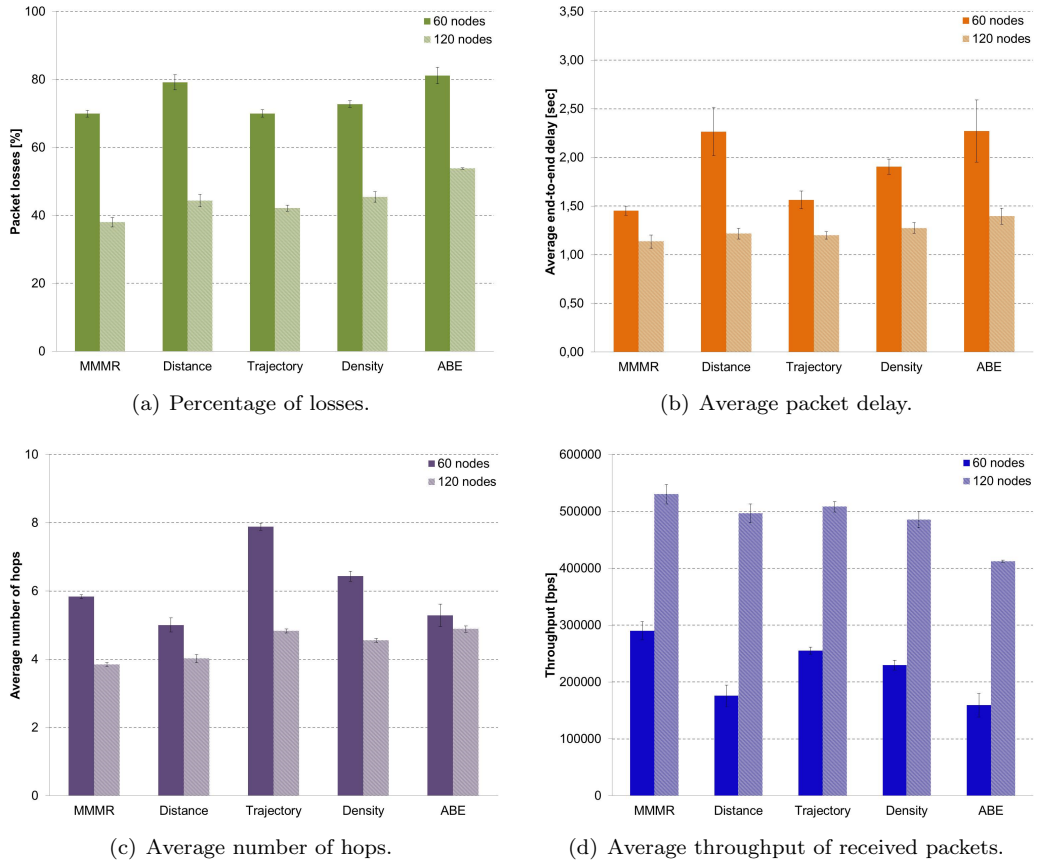 100
80
60
40
20
0
Packet losses [%]
60 nodes
120 nodes
MMMR Distance Trajectory Density ABE
(a) Percentage of losses.
3,50
3,00
2,50
2,00
1,50
1,00
0,50
0,00
Average end-to-end delay [sec]
60 nodes
120 nodes
MMMR Distance Trajectory Density ABE
(b) Average packet delay.
10
8
6
4
2
0
Average number of hops
60 nodes
120 nodes
MMMR Distance Trajectory Density ABE
(c) Average number of hops.
600000
500000
400000
300000
200000
100000
0
Throughput [bps]
60 nodes
120 nodes
MMMR Distance Trajectory Density ABE
(d) Average throughput of received packets.